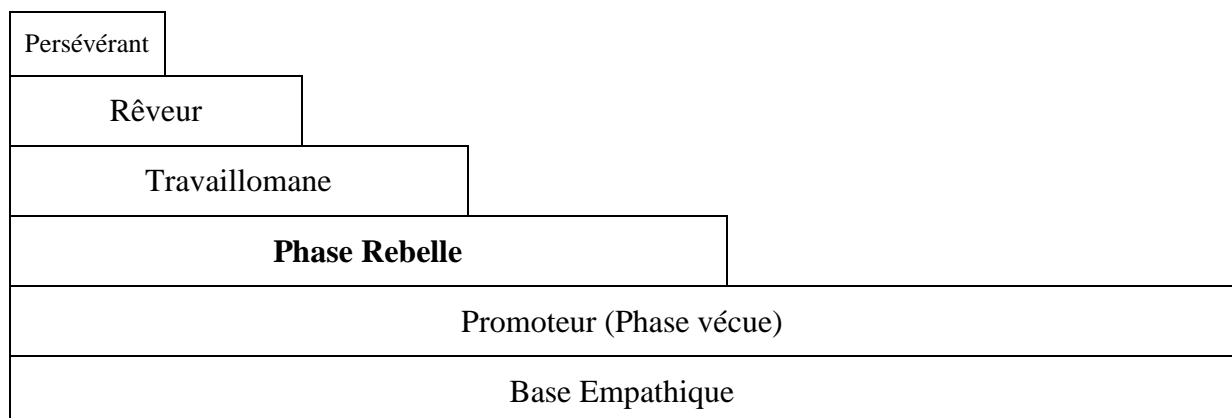 Persévérant
Rêveur
Travaillomane
Phase Rebelle
Promoteur (Phase vécue)
Base Empathique